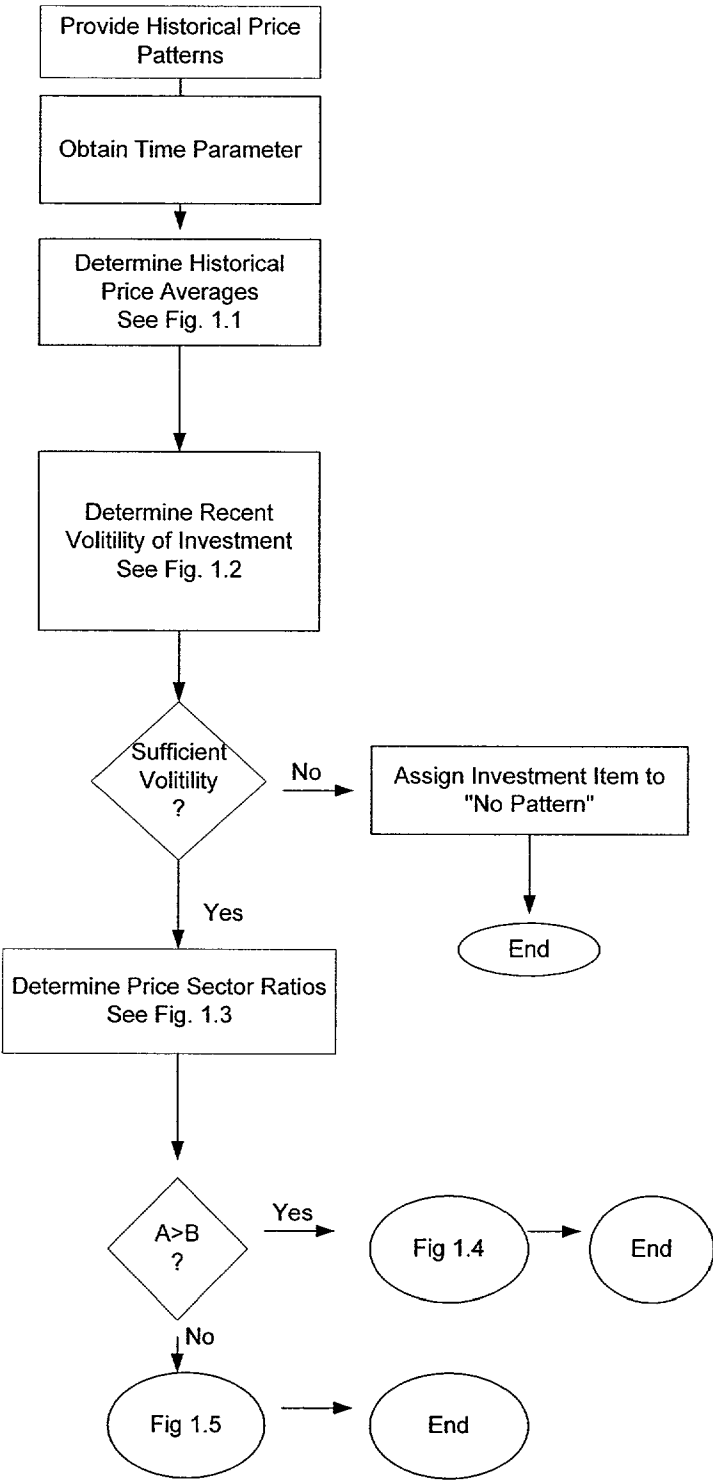 Provide Historical Price
Patterns
Obtain Time Parameter
Determine Historical
Price Averages
See Fig. 1.1
Determine Recent
Volitility of Investment
See Fig. 1.2
Sufficient
Volitility
?
No
Assign Investment Item to
"No Pattern"
Yes
End
Determine Price Sector Ratios
See Fig. 1.3
A>B
?
Yes
Fig 1.4
End
No
Fig 1.5
End